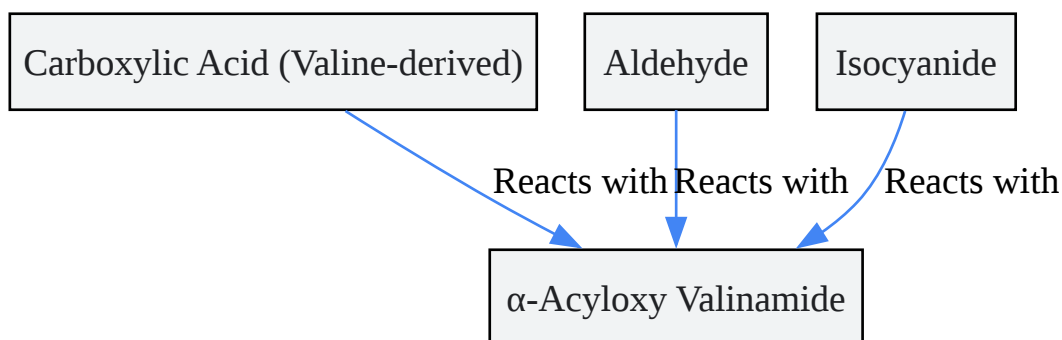 Carboxylic Acid (Valine-derived)
Aldehyde
Isocyanide
Reacts with
Reacts with
Reacts with
α-Acyloxy Valinamide